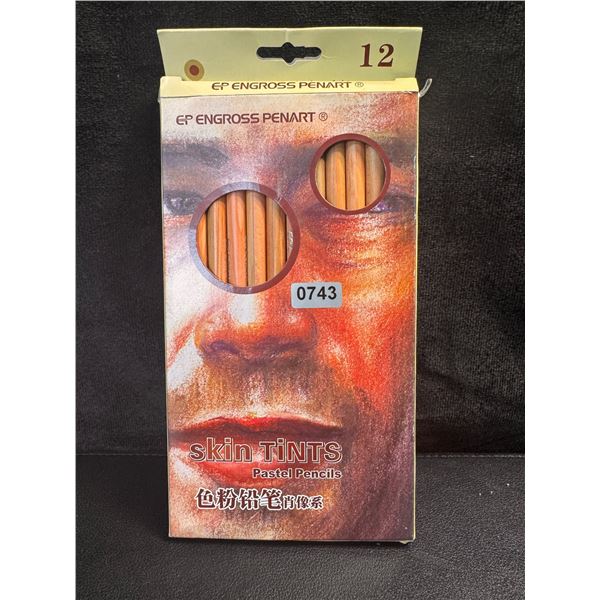 12
EP ENGROSS PENART ®
EP ENGROSS PENART ®
0743
skin TiNTS
Pastel Pencils
色粉铅笔肖像系